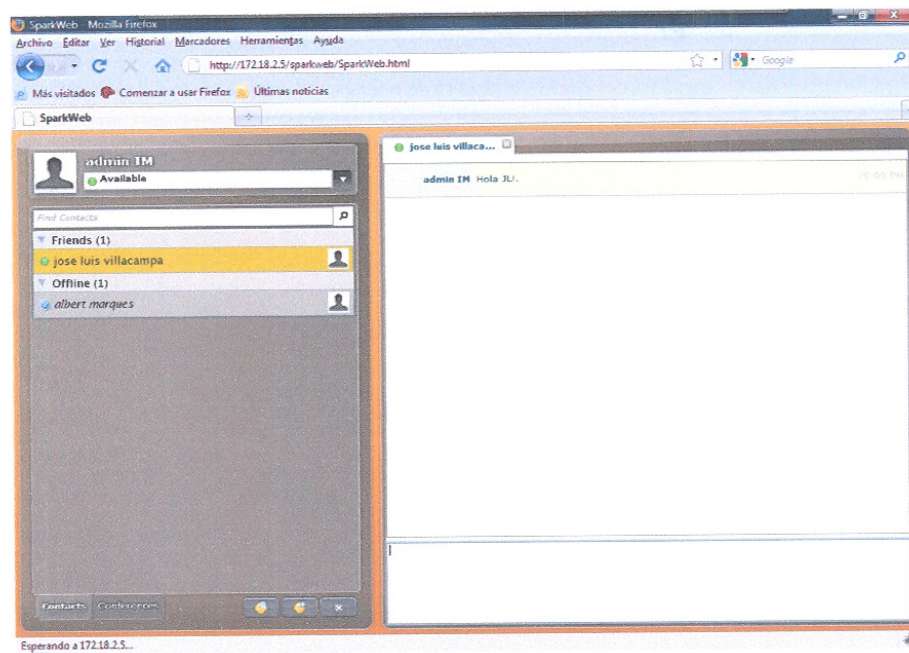 SparkWeb - Mozilla Firefox
Archivo Editar Ver Historial Marcadores Herramientas Ayuda
http://172.18.2.5/sparkweb/SparkWeb.html
Google
Más visitados Comenzar a usar Firefox Últimas noticias
SparkWeb
admin IM
Available
Find Contacts
Friends (1)
jose luis villacampa
Offline (1)
albert marques
Contacts Conferences
jose luis villaca...
admin IM Hola JL!.
Esperando a 172.18.2.5...